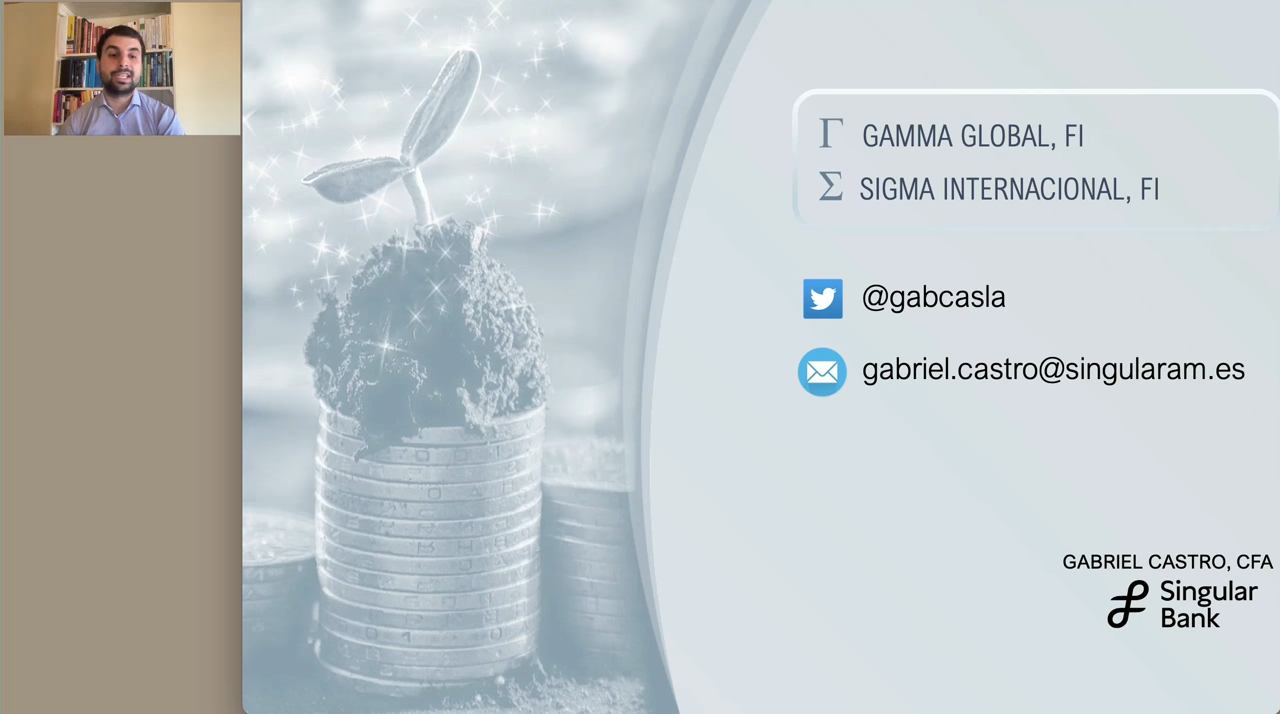 Γ GAMMA GLOBAL, FI
Σ SIGMA INTERNACIONAL, FI
@gabcasla
gabriel.castro@singularam.es
GABRIEL CASTRO, CFA
Singular
Bank